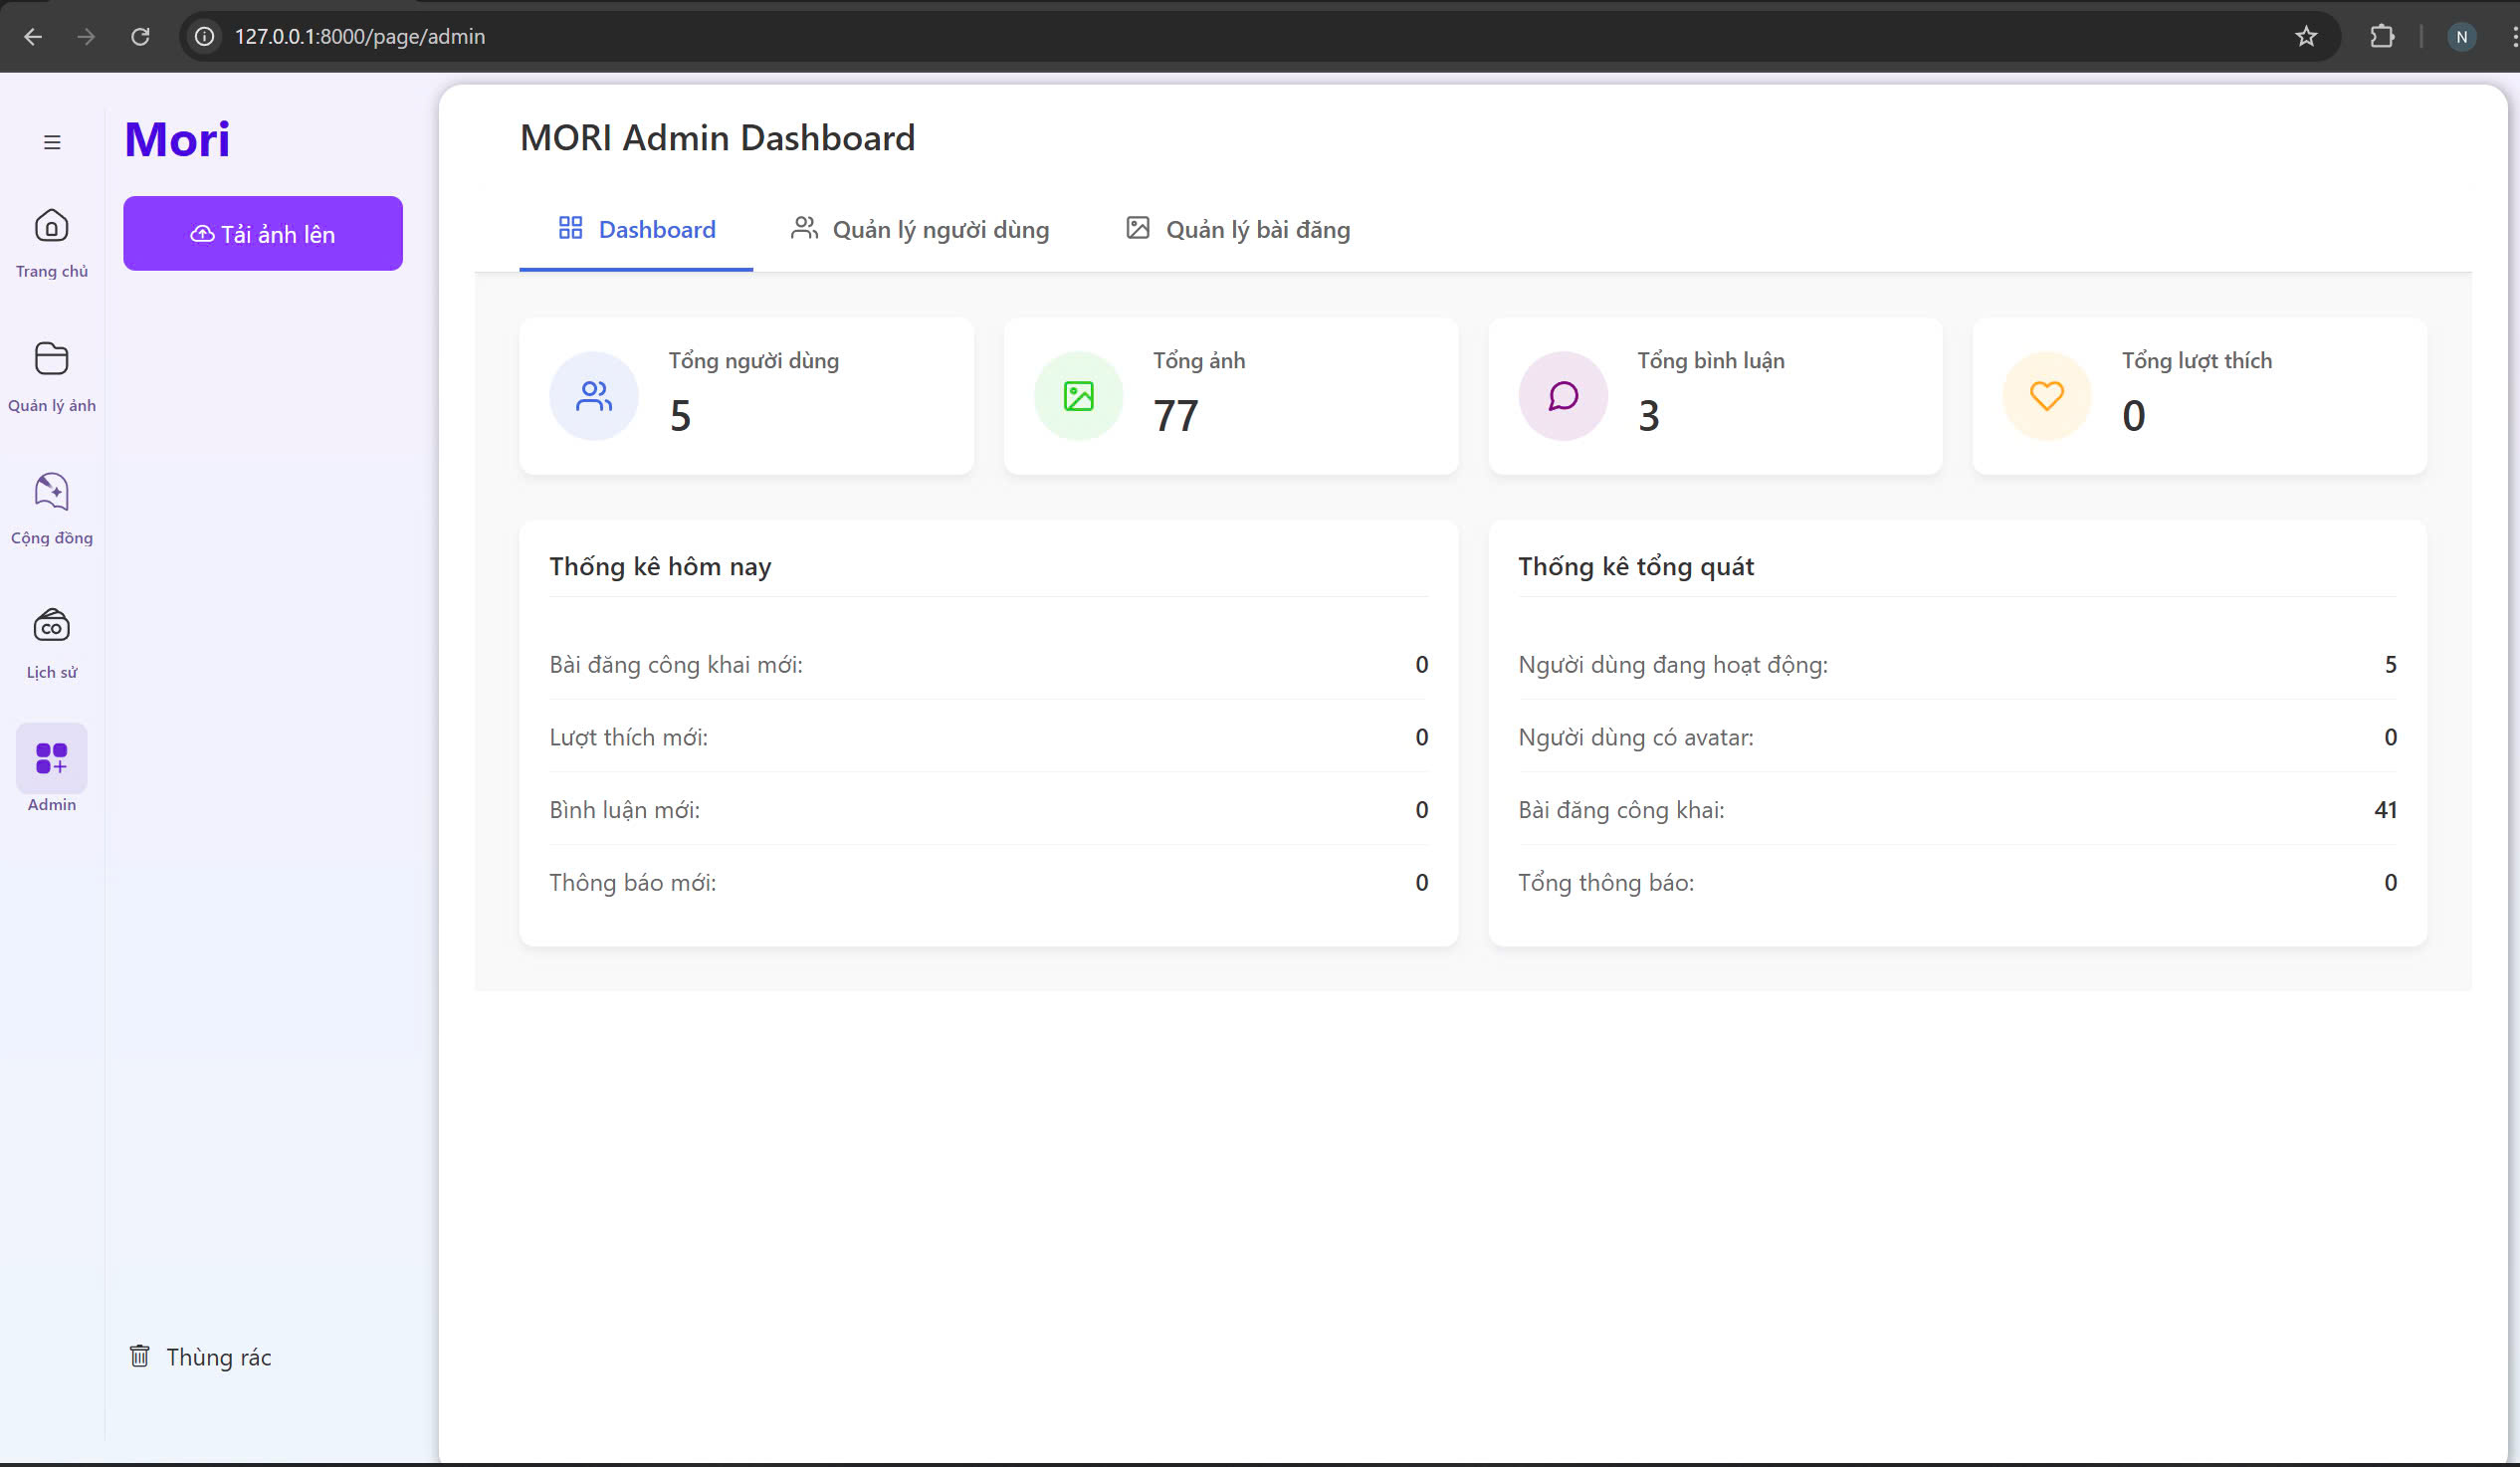 127.0.0.1:8000/page/admin
N
Mori
Tải ảnh lên
Trang chủ
Quản lý ảnh
Cộng đồng
CO
Lịch sử
Admin
Thùng rác
MORI Admin Dashboard
Dashboard
Quản lý người dùng
Quản lý bài đăng
Tổng người dùng
5
Tổng ảnh
77
Tổng bình luận
3
Tổng lượt thích
0
Thống kê hôm nay
Bài đăng công khai mới: 0
Lượt thích mới: 0
Bình luận mới: 0
Thông báo mới: 0
Thống kê tổng quát
Người dùng đang hoạt động: 5
Người dùng có avatar: 0
Bài đăng công khai: 41
Tổng thông báo: 0